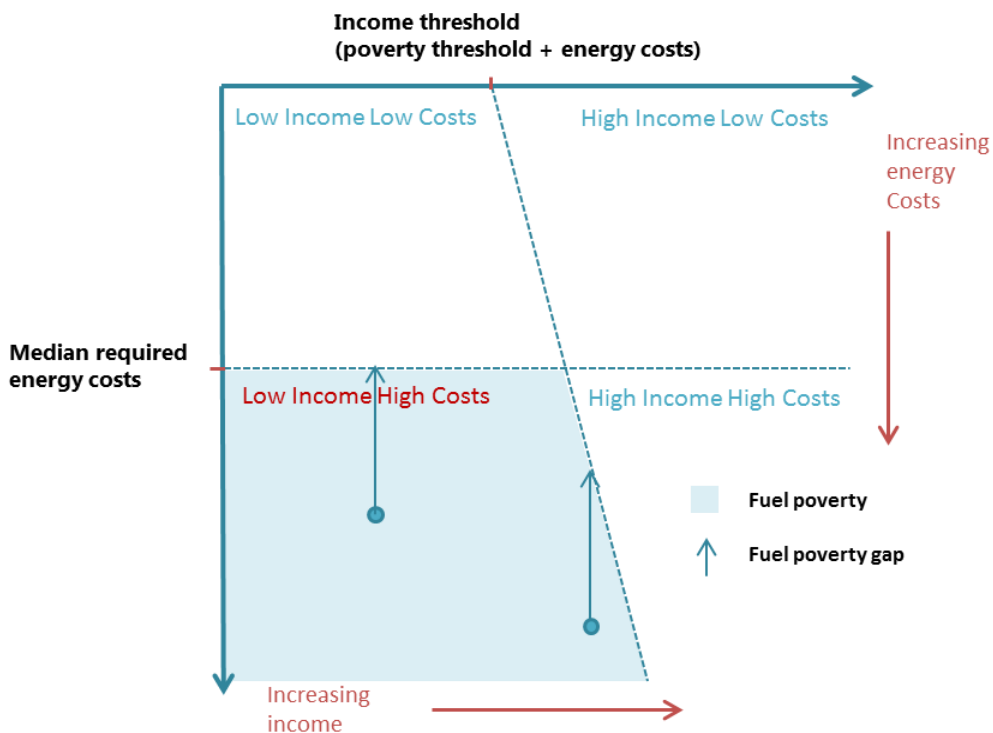 Income threshold
(poverty threshold + energy costs)
Low Income Low Costs
High Income Low Costs
Increasing
energy
Costs
Median required
energy costs
Low Income High Costs
High Income High Costs
Fuel poverty
Fuel poverty gap
Increasing
income